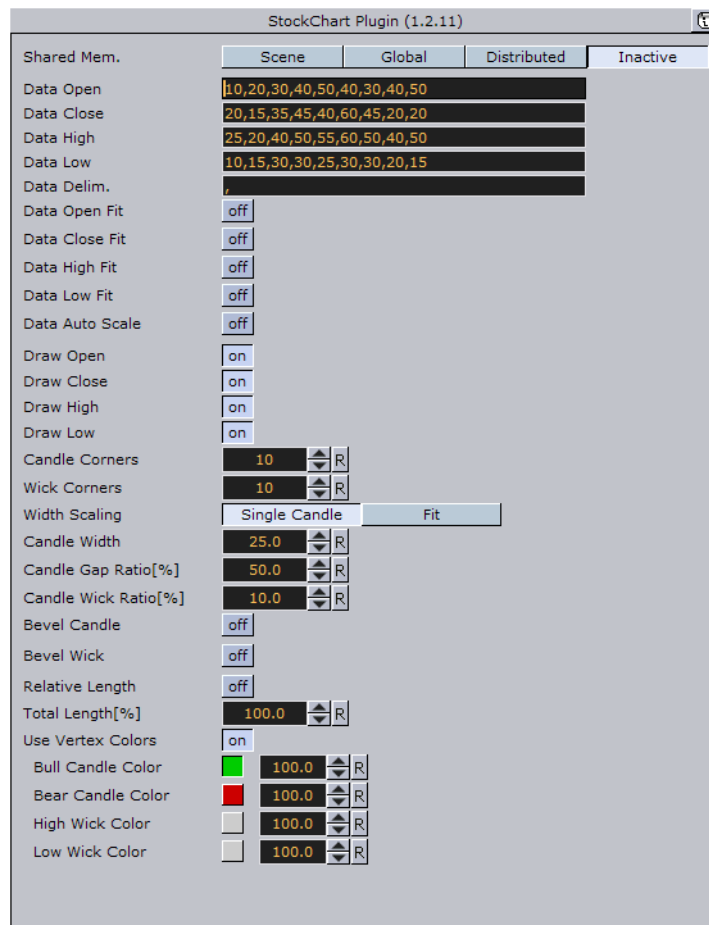 StockChart Plugin (1.2.11)
Shared Mem. Scene Global Distributed Inactive
Data Open 10,20,30,40,50,40,30,40,50
Data Close 20,15,35,45,40,60,45,20,20
Data High 25,20,40,50,55,60,50,40,50
Data Low 10,15,30,30,25,30,30,20,15
Data Delim. ,
Data Open Fit off
Data Close Fit off
Data High Fit off
Data Low Fit off
Data Auto Scale off
Draw Open on
Draw Close on
Draw High on
Draw Low on
Candle Corners 10 R
Wick Corners 10 R
Width Scaling Single Candle Fit
Candle Width 25.0 R
Candle Gap Ratio[%] 50.0 R
Candle Wick Ratio[%] 10.0 R
Bevel Candle off
Bevel Wick off
Relative Length off
Total Length[%] 100.0 R
Use Vertex Colors on
Bull Candle Color 100.0 R
Bear Candle Color 100.0 R
High Wick Color 100.0 R
Low Wick Color 100.0 R